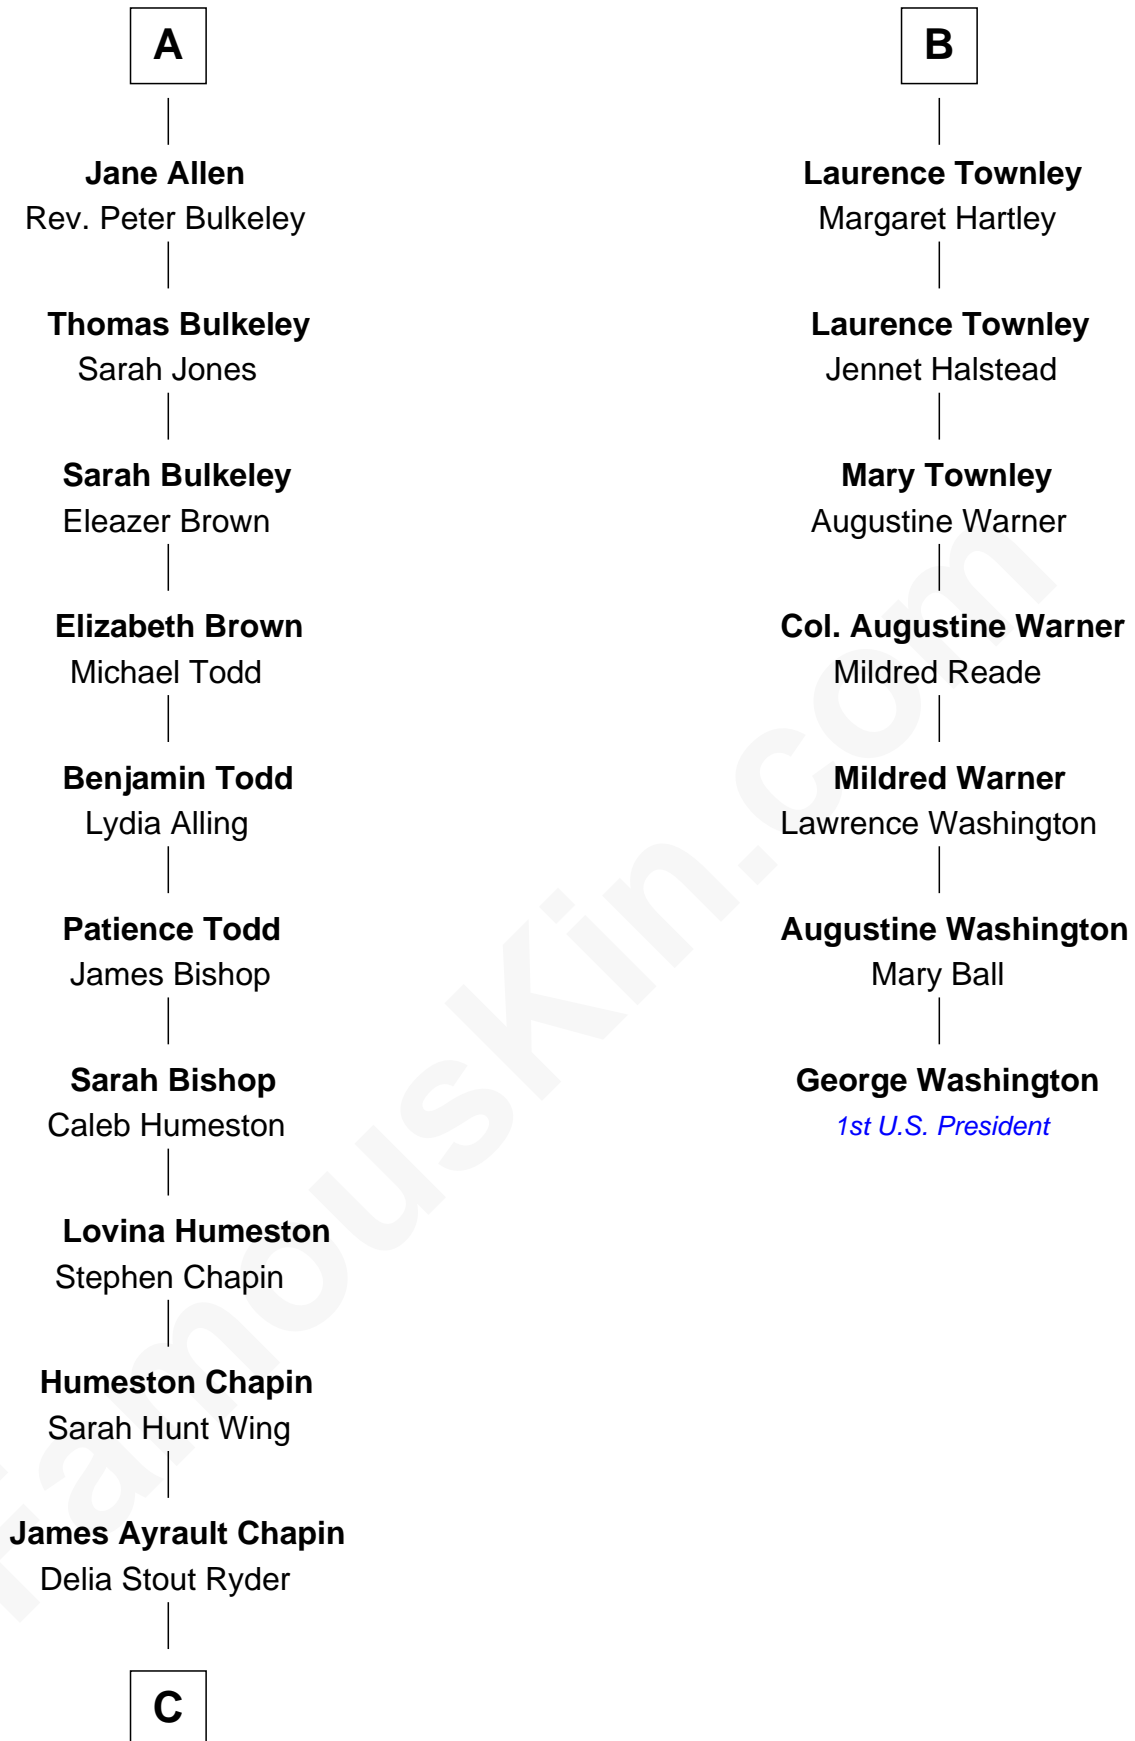 A
Jane Allen
Rev. Peter Bulkeley
Thomas Bulkeley
Sarah Jones
Sarah Bulkeley
Eleazer Brown
Elizabeth Brown
Michael Todd
Benjamin Todd
Lydia Alling
Patience Todd
James Bishop
Sarah Bishop
Caleb Humeston
Lovina Humeston
Stephen Chapin
Humeston Chapin
Sarah Hunt Wing
James Ayrault Chapin
Delia Stout Ryder
C
B
Laurence Townley
Margaret Hartley
Laurence Townley
Jennet Halstead
Mary Townley
Augustine Warner
Col. Augustine Warner
Mildred Reade
Mildred Warner
Lawrence Washington
Augustine Washington
Mary Ball
George Washington
1st U.S. President
FamousKin.com